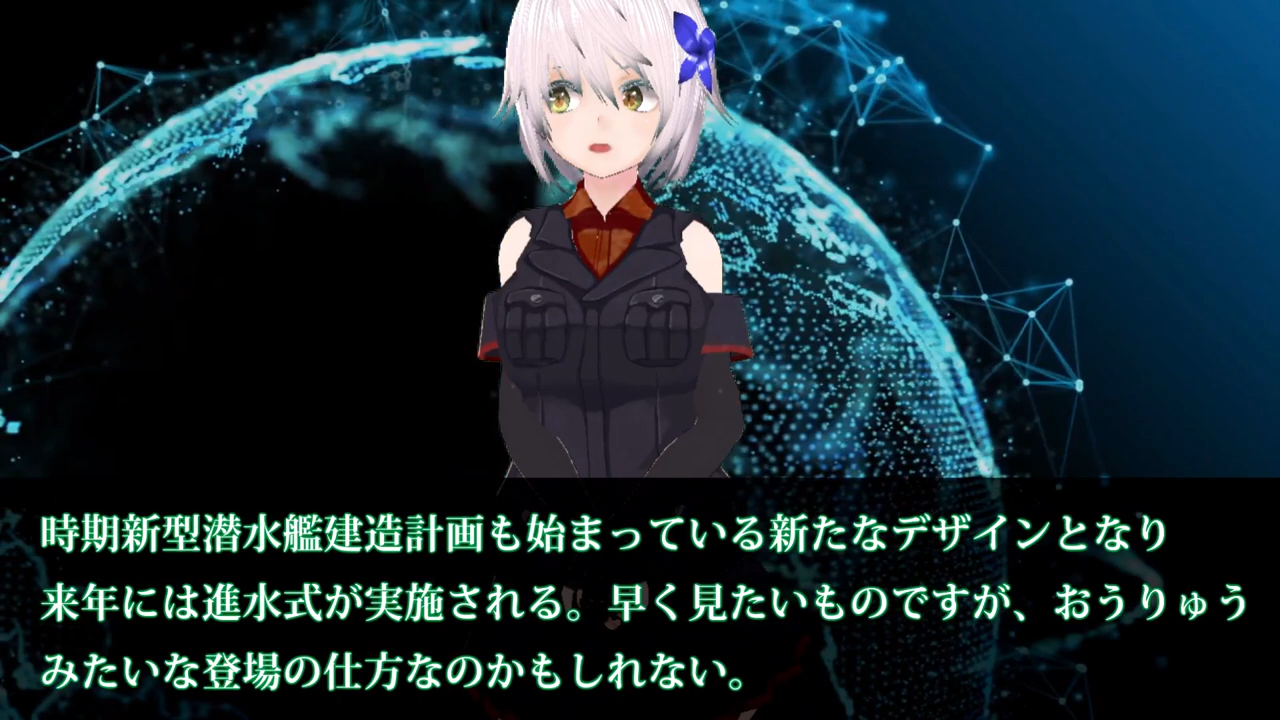 時期新型潜水艦建造計画も始まっている新たなデザインとなり
来年には進水式が実施される。早く見たいものですが、おうりゅう
みたいな登場の仕方なのかもしれない。